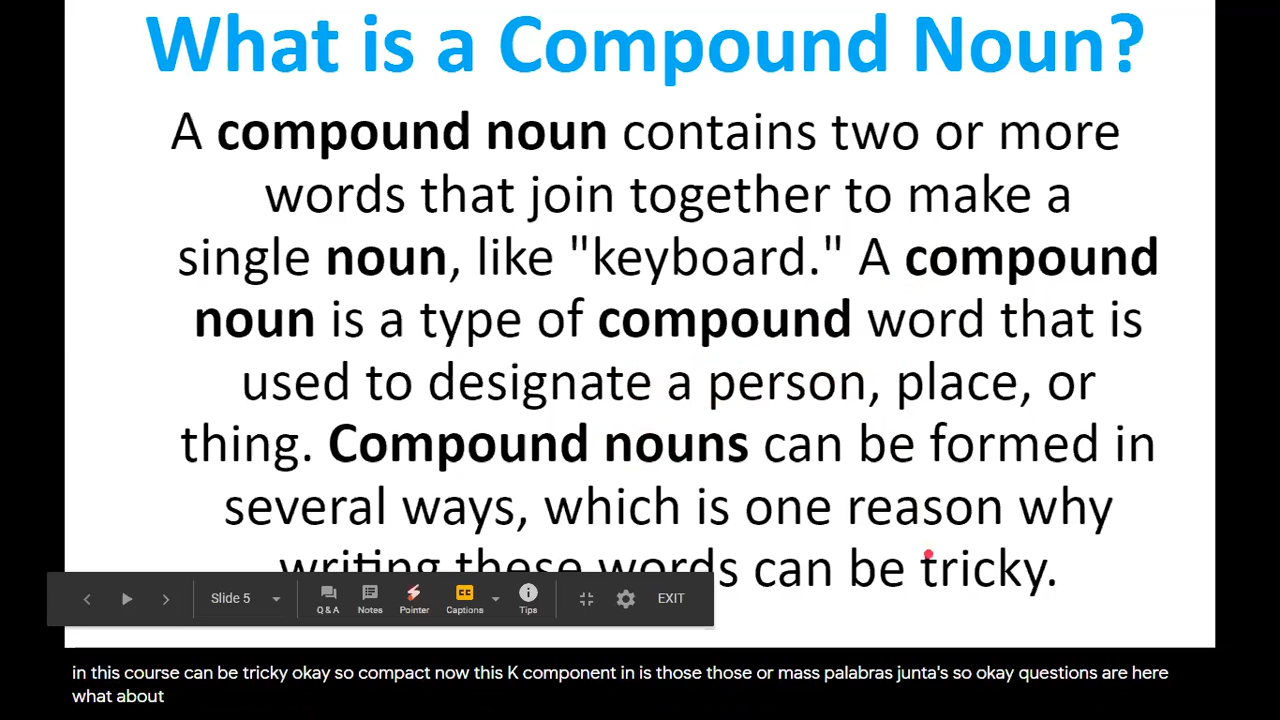 What is a Compound Noun?
A compound noun contains two or more
words that join together to make a
single noun, like "keyboard." A compound
noun is a type of compound word that is
used to designate a person, place, or
thing. Compound nouns can be formed in
several ways, which is one reason why
writing these words can be tricky.
Slide 5 Q & A Notes Pointer CC Captions Tips EXIT
in this course can be tricky okay so compact now this K component in is those those or mass palabras junta's so okay questions are here
what about